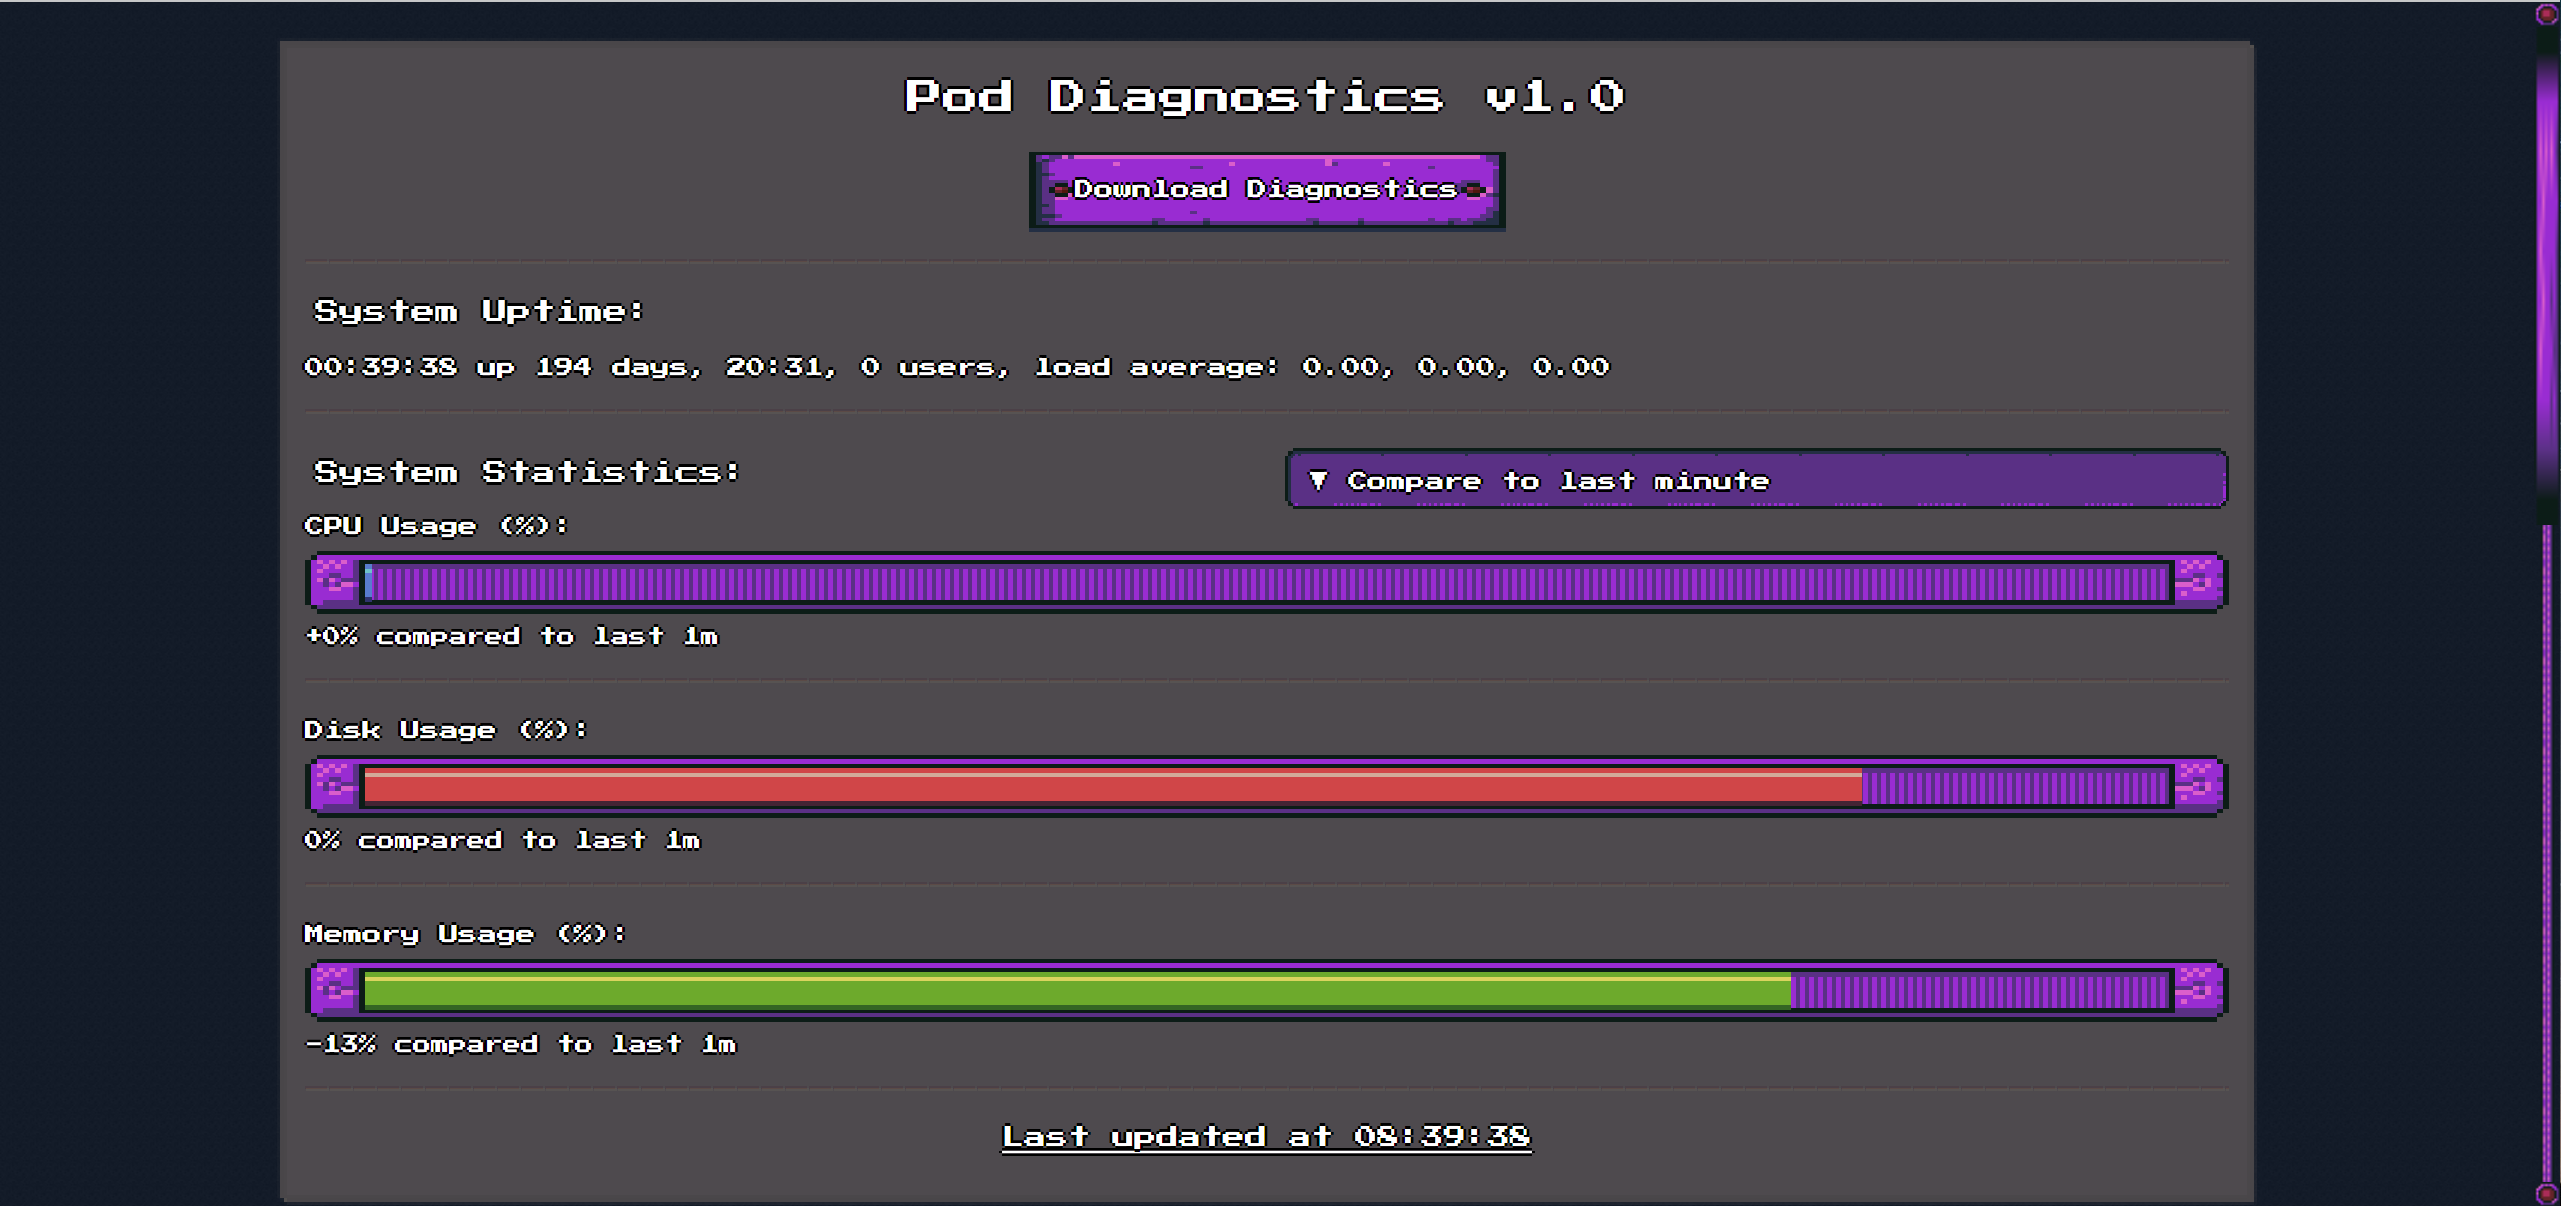 Pod Diagnostics v1.0
Download Diagnostics
System Uptime:
00:39:38 up 194 days, 20:31, 0 users, load average: 0.00, 0.00, 0.00
System Statistics:
▼ Compare to last minute
CPU Usage (%):
+0% compared to last 1m
Disk Usage (%):
0% compared to last 1m
Memory Usage (%):
-13% compared to last 1m
Last updated at 08:39:38